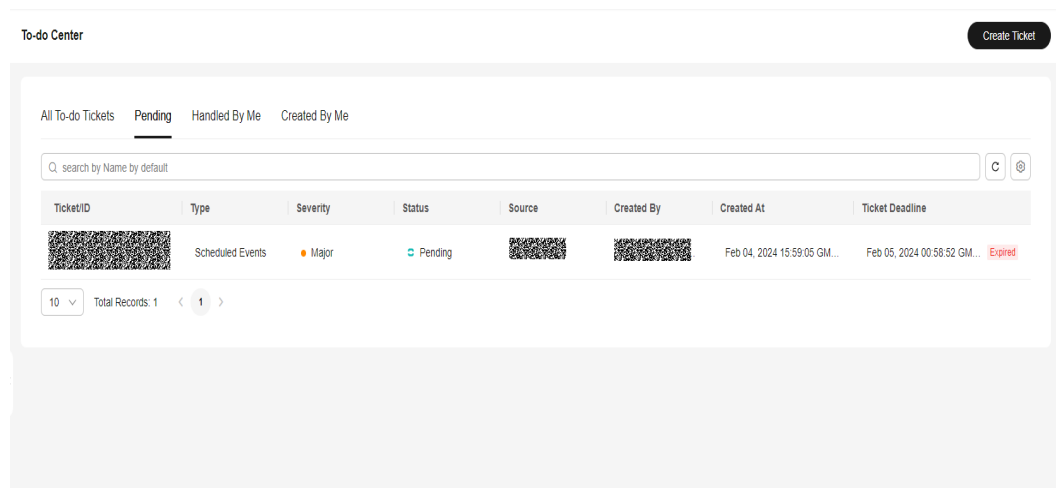 To-do Center
Create Ticket
All To-do Tickets Pending Handled By Me Created By Me
search by Name by default
Ticket/ID Type Severity Status Source Created By Created At Ticket Deadline
Scheduled Events Major Pending Feb 04, 2024 15:59:05 GM... Feb 05, 2024 00:58:52 GM... Expired
10 Total Records: 1 1